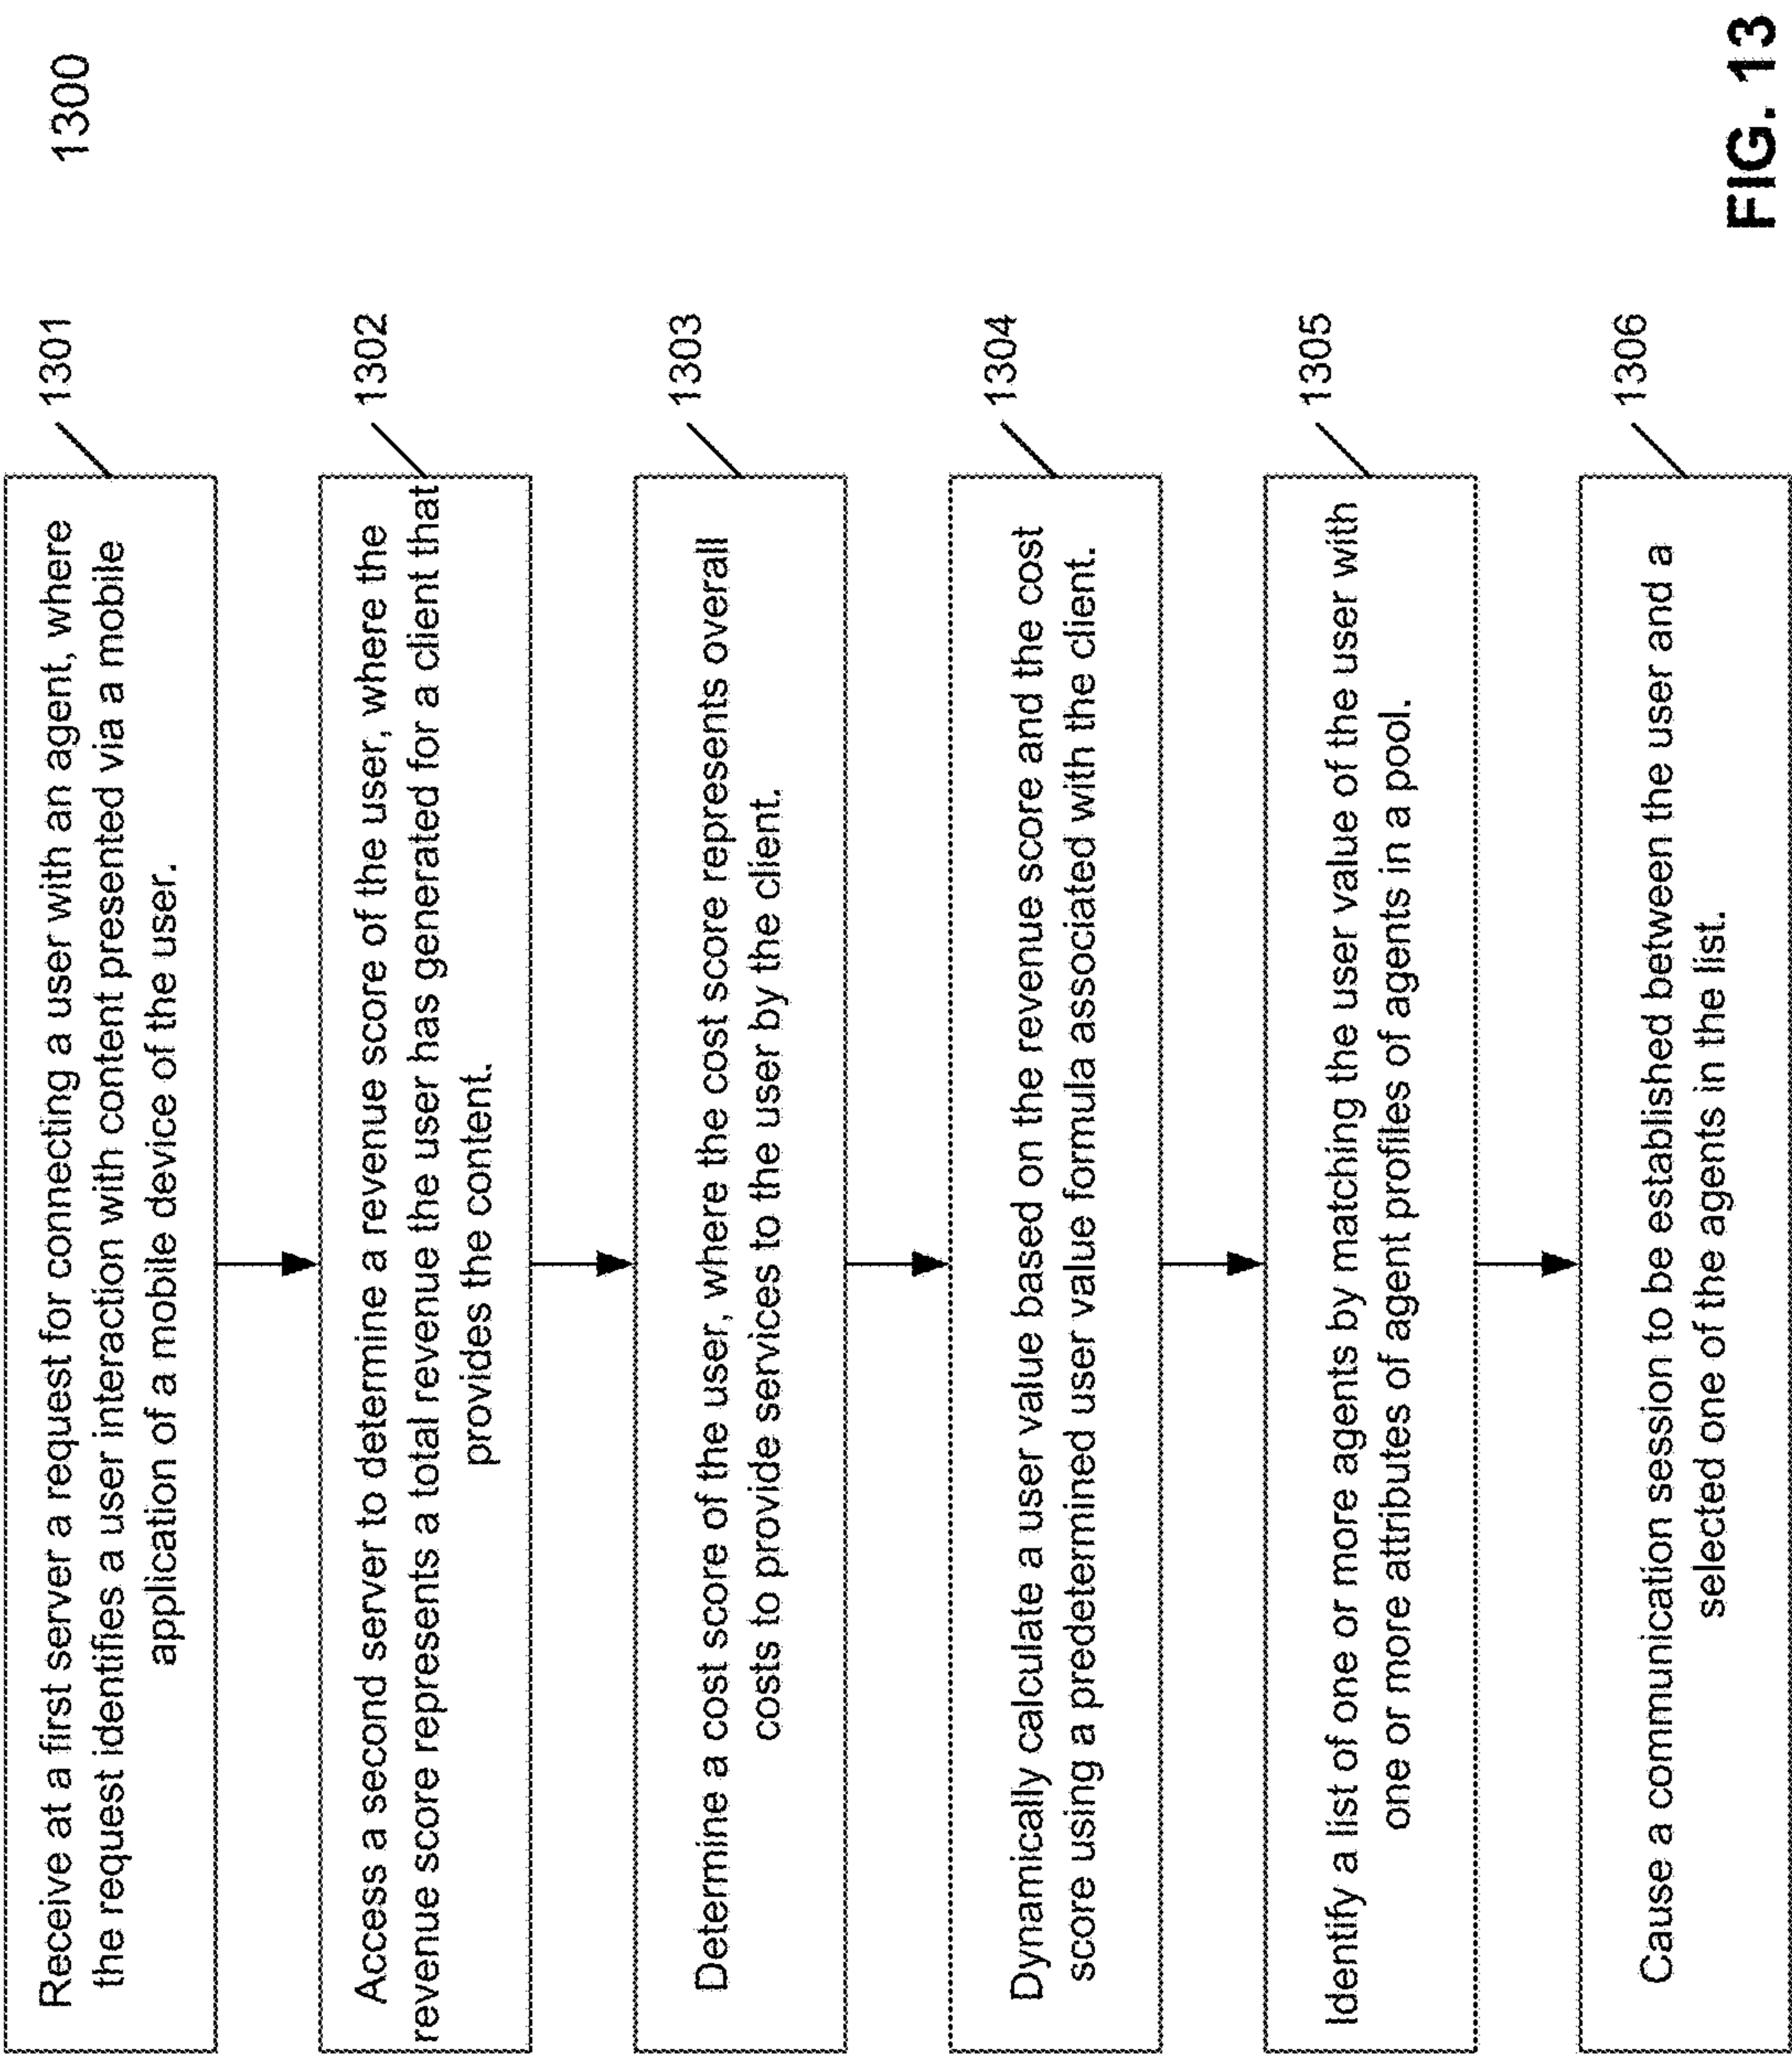 1300
Receive at a first server a request for connecting a user with an agent, where
the request identifies a user interaction with content presented via a mobile
application of a mobile device of the user.
1301
Access a second server to determine a revenue score of the user, where the
revenue score represents a total revenue the user has generated for a client that
provides the content.
1302
Determine a cost score of the user, where the cost score represents overall
costs to provide services to the user by the client.
1303
Dynamically calculate a user value based on the revenue score and the cost
score using a predetermined user value formula associated with the client.
1304
Identify a list of one or more agents by matching the user value of the user with
one or more attributes of agent profiles of agents in a pool.
1305
Cause a communication session to be established between the user and a
selected one of the agents in the list.
1306
FIG. 13